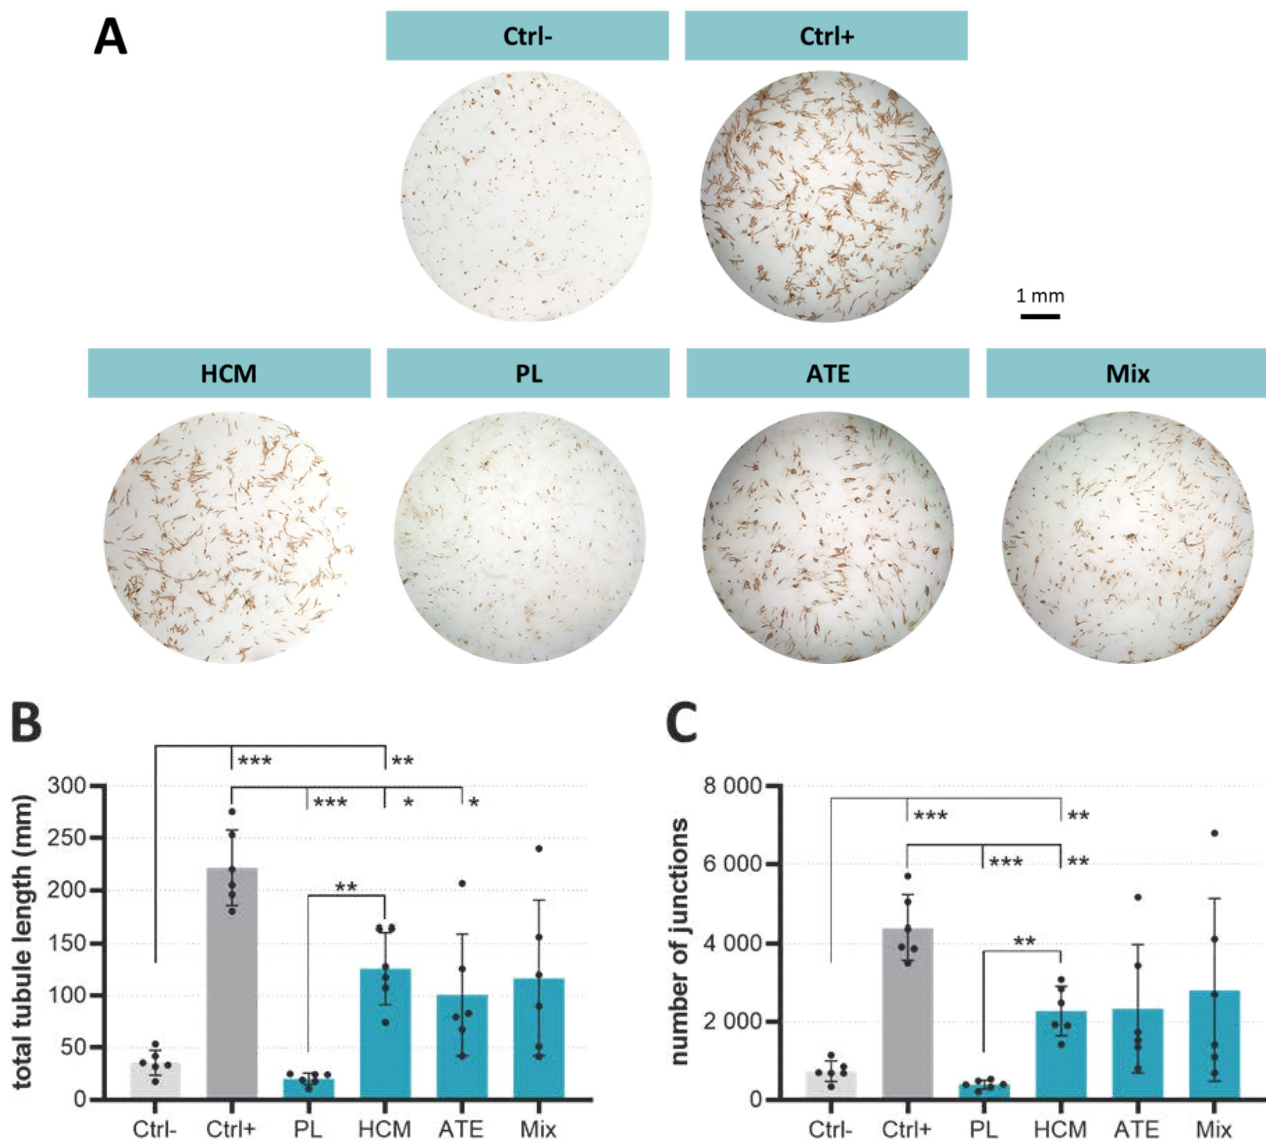 A
Ctrl-
Ctrl+
1 mm
HCM
PL
ATE
Mix
B
total tubule length (mm)
300
250
200
150
100
50
0
***
**
***
*
*
**
Ctrl-
Ctrl+
PL
HCM
ATE
Mix
C
number of junctions
8 000
6 000
4 000
2 000
0
***
**
***
**
**
Ctrl-
Ctrl+
PL
HCM
ATE
Mix